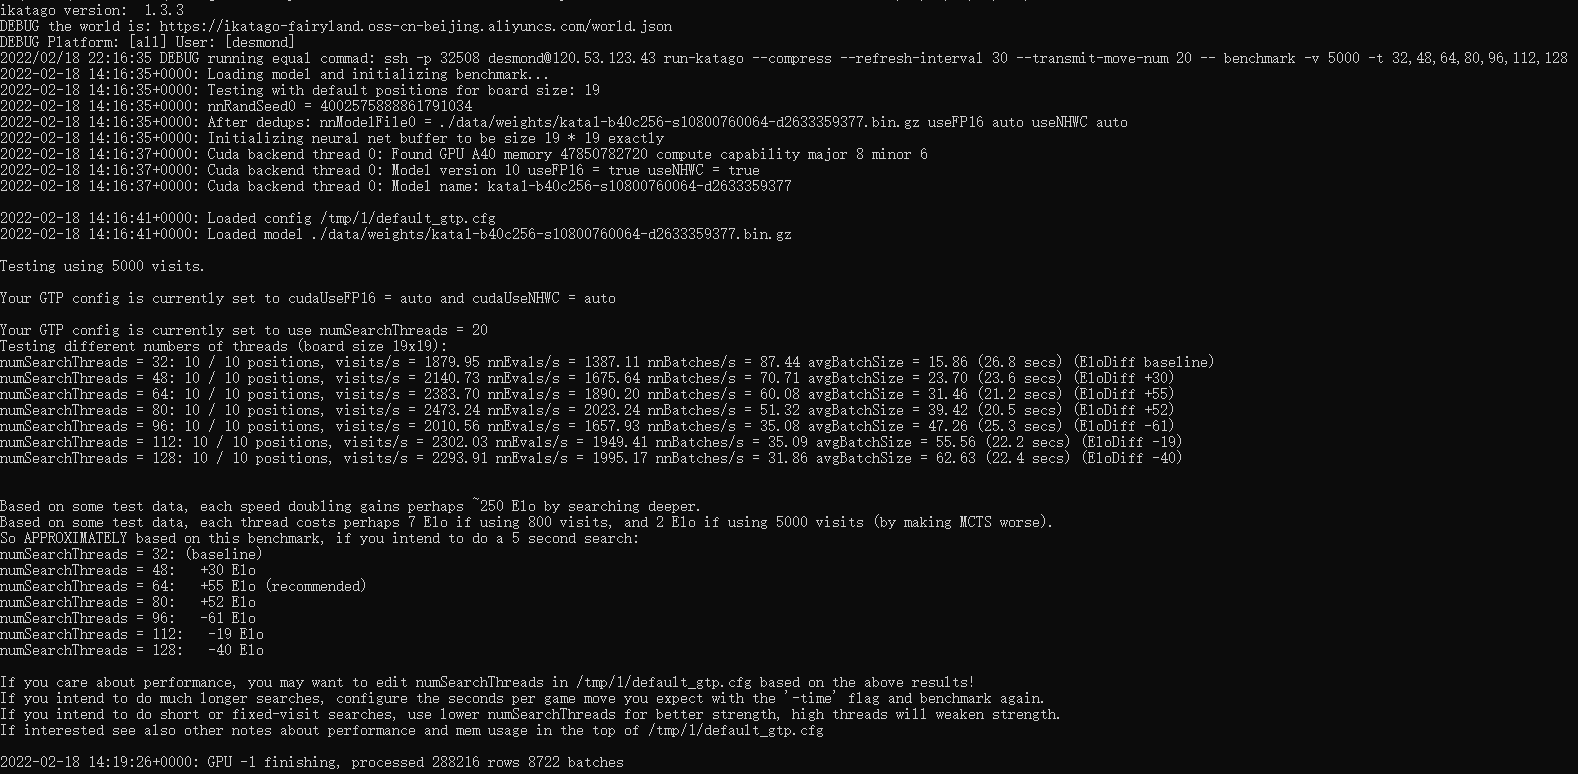 ikatago version:  1.3.3
DEBUG the world is: https://ikatago-fairyland.oss-cn-beijing.aliyuncs.com/world.json
DEBUG Platform: [all] User: [desmond]
2022/02/18 22:16:35 DEBUG running equal commad: ssh -p 32508 desmond@120.53.123.43 run-katago --compress --refresh-interval 30 --transmit-move-num 20 -- benchmark -v 5000 -t 32,48,64,80,96,112,128
2022-02-18 14:16:35+0000: Loading model and initializing benchmark...
2022-02-18 14:16:35+0000: Testing with default positions for board size: 19
2022-02-18 14:16:35+0000: nnRandSeed0 = 4002575888861791034
2022-02-18 14:16:35+0000: After dedups: nnModelFile0 = ./data/weights/kata1-b40c256-s10800760064-d2633359377.bin.gz useFP16 auto useNHWC auto
2022-02-18 14:16:35+0000: Initializing neural net buffer to be size 19 * 19 exactly
2022-02-18 14:16:37+0000: Cuda backend thread 0: Found GPU A40 memory 47850782720 compute capability major 8 minor 6
2022-02-18 14:16:37+0000: Cuda backend thread 0: Model version 10 useFP16 = true useNHWC = true
2022-02-18 14:16:37+0000: Cuda backend thread 0: Model name: kata1-b40c256-s10800760064-d2633359377
2022-02-18 14:16:41+0000: Loaded config /tmp/1/default_gtp.cfg
2022-02-18 14:16:41+0000: Loaded model ./data/weights/kata1-b40c256-s10800760064-d2633359377.bin.gz
Testing using 5000 visits.
Your GTP config is currently set to cudaUseFP16 = auto and cudaUseNHWC = auto
Your GTP config is currently set to use numSearchThreads = 20
Testing different numbers of threads (board size 19x19):
numSearchThreads = 32: 10 / 10 positions, visits/s = 1879.95 nnEvals/s = 1387.11 nnBatches/s = 87.44 avgBatchSize = 15.86 (26.8 secs) (EloDiff baseline)
numSearchThreads = 48: 10 / 10 positions, visits/s = 2140.73 nnEvals/s = 1675.64 nnBatches/s = 70.71 avgBatchSize = 23.70 (23.6 secs) (EloDiff +30)
numSearchThreads = 64: 10 / 10 positions, visits/s = 2383.70 nnEvals/s = 1890.20 nnBatches/s = 60.08 avgBatchSize = 31.46 (21.2 secs) (EloDiff +55)
numSearchThreads = 80: 10 / 10 positions, visits/s = 2473.24 nnEvals/s = 2023.24 nnBatches/s = 51.32 avgBatchSize = 39.42 (20.5 secs) (EloDiff +52)
numSearchThreads = 96: 10 / 10 positions, visits/s = 2010.56 nnEvals/s = 1657.93 nnBatches/s = 35.08 avgBatchSize = 47.26 (25.3 secs) (EloDiff -61)
numSearchThreads = 112: 10 / 10 positions, visits/s = 2302.03 nnEvals/s = 1949.41 nnBatches/s = 35.09 avgBatchSize = 55.56 (22.2 secs) (EloDiff -19)
numSearchThreads = 128: 10 / 10 positions, visits/s = 2293.91 nnEvals/s = 1995.17 nnBatches/s = 31.86 avgBatchSize = 62.63 (22.4 secs) (EloDiff -40)
Based on some test data, each speed doubling gains perhaps ~250 Elo by searching deeper.
Based on some test data, each thread costs perhaps 7 Elo if using 800 visits, and 2 Elo if using 5000 visits (by making MCTS worse).
So APPROXIMATELY based on this benchmark, if you intend to do a 5 second search:
numSearchThreads = 32: (baseline)
numSearchThreads = 48:   +30 Elo
numSearchThreads = 64:   +55 Elo (recommended)
numSearchThreads = 80:   +52 Elo
numSearchThreads = 96:   -61 Elo
numSearchThreads = 112:   -19 Elo
numSearchThreads = 128:   -40 Elo
If you care about performance, you may want to edit numSearchThreads in /tmp/1/default_gtp.cfg based on the above results!
If you intend to do much longer searches, configure the seconds per game move you expect with the '-time' flag and benchmark again.
If you intend to do short or fixed-visit searches, use lower numSearchThreads for better strength, high threads will weaken strength.
If interested see also other notes about performance and mem usage in the top of /tmp/1/default_gtp.cfg
2022-02-18 14:19:26+0000: GPU -1 finishing, processed 288216 rows 8722 batches